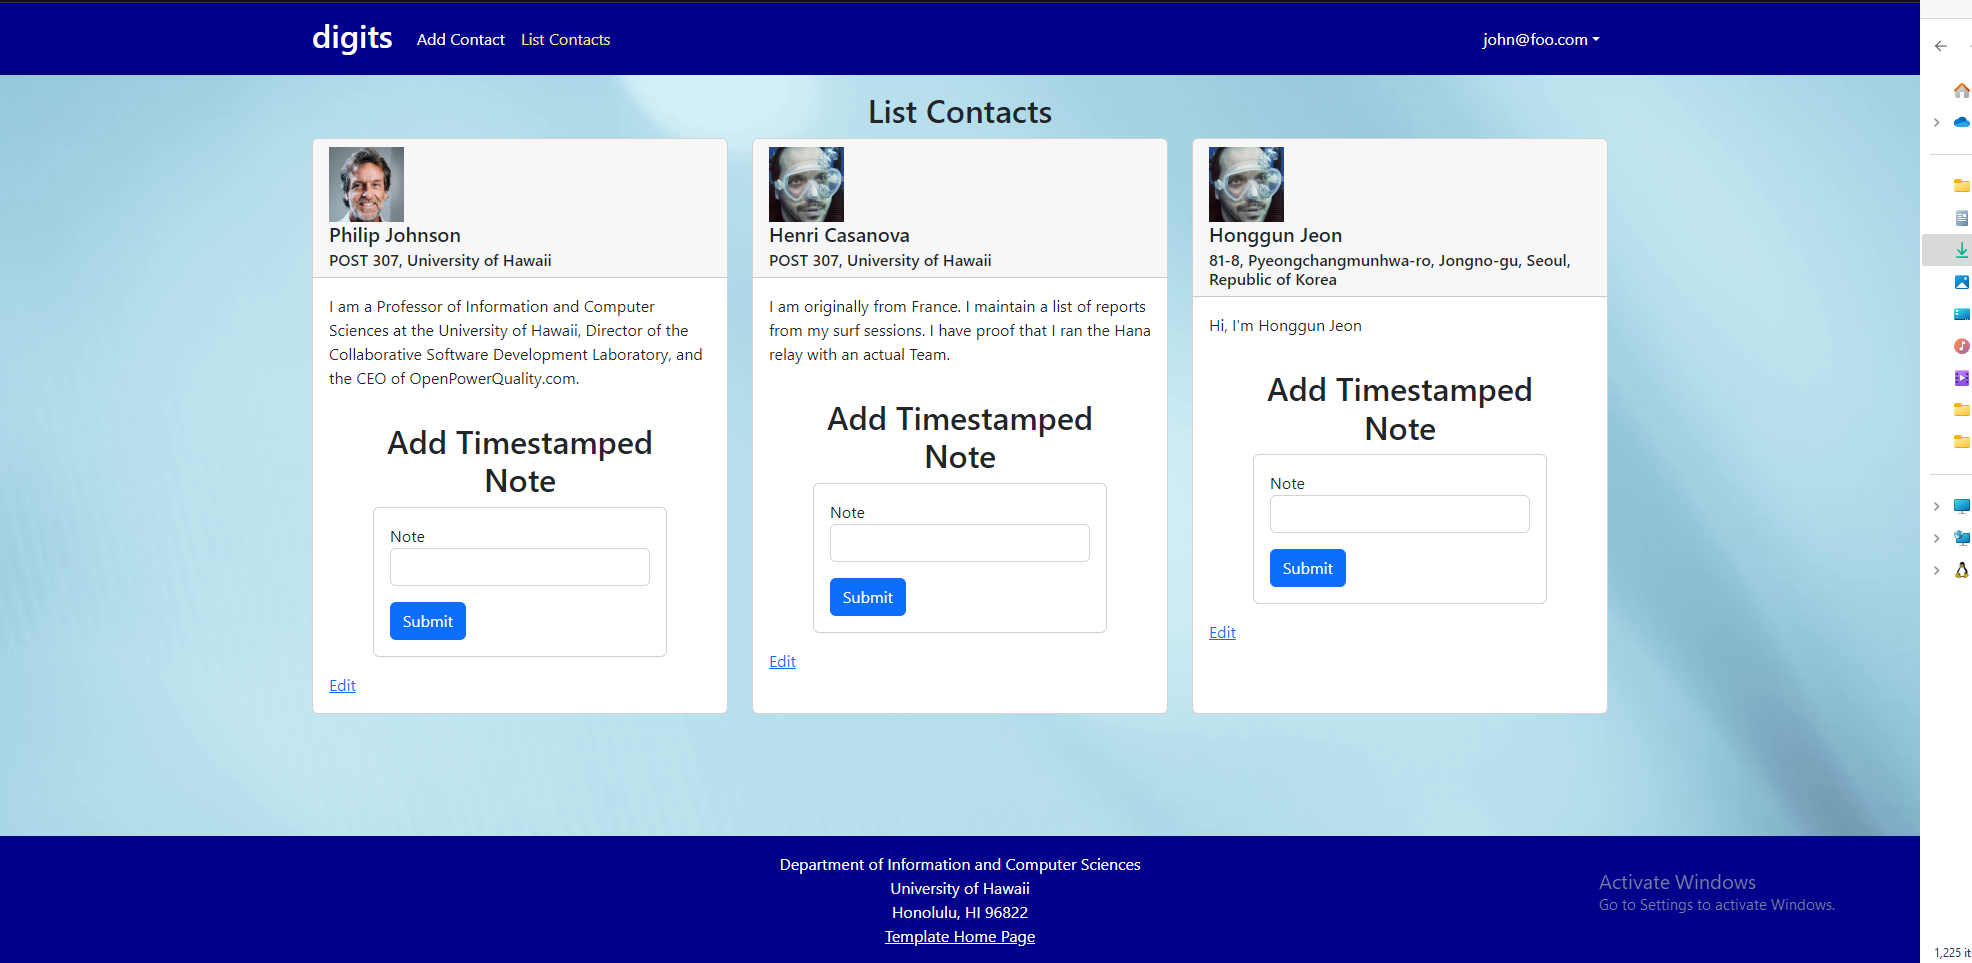 digits
Add Contact
List Contacts
john@foo.com
List Contacts
Philip Johnson
POST 307, University of Hawaii
I am a Professor of Information and Computer
Sciences at the University of Hawaii, Director of the
Collaborative Software Development Laboratory, and
the CEO of OpenPowerQuality.com.
Add Timestamped
Note
Note
Submit
Edit
Henri Casanova
POST 307, University of Hawaii
I am originally from France. I maintain a list of reports
from my surf sessions. I have proof that I ran the Hana
relay with an actual Team.
Add Timestamped
Note
Note
Submit
Edit
Honggun Jeon
81-8, Pyeongchangmunhwa-ro, Jongno-gu, Seoul,
Republic of Korea
Hi, I'm Honggun Jeon
Add Timestamped
Note
Note
Submit
Edit
Department of Information and Computer Sciences
University of Hawaii
Honolulu, HI 96822
Template Home Page
Activate Windows
Go to Settings to activate Windows.
1,225 it